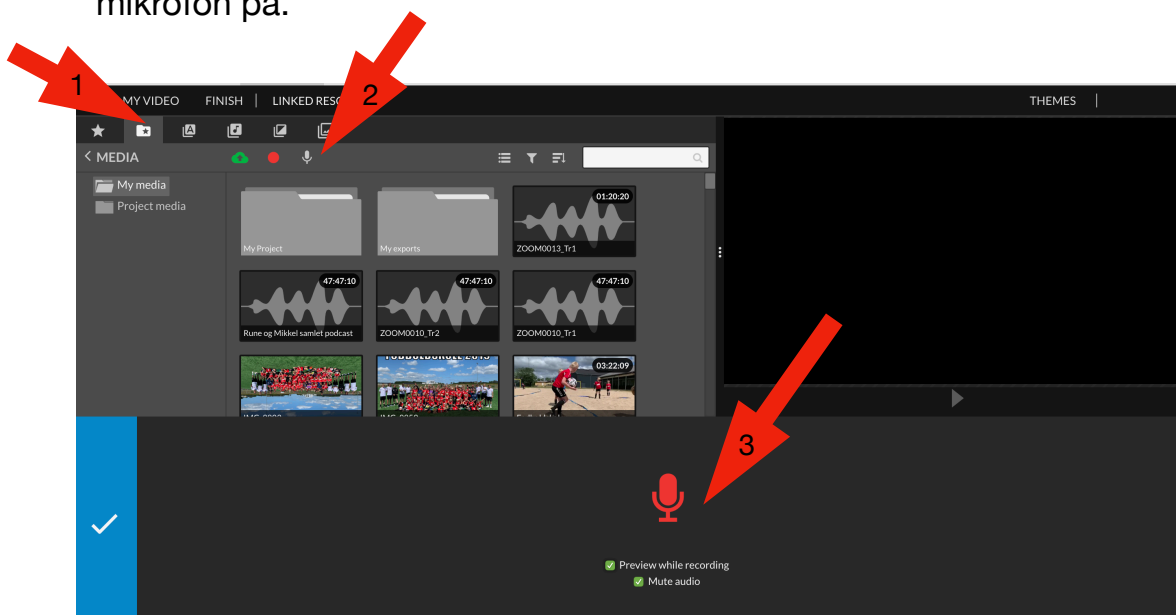 mikrofon på.
1
2
MY VIDEO FINISH LINKED
THEMES
MEDIA
My media
Project media
My Project
My exports
01:20:20
ZOOM0013_Tr1
47:47:10
Rune og Mikkel samlet podcast
47:47:10
ZOOM0010_Tr2
47:47:10
ZOOM0010_Tr1
03:22:09
3
Preview while recording
Mute audio